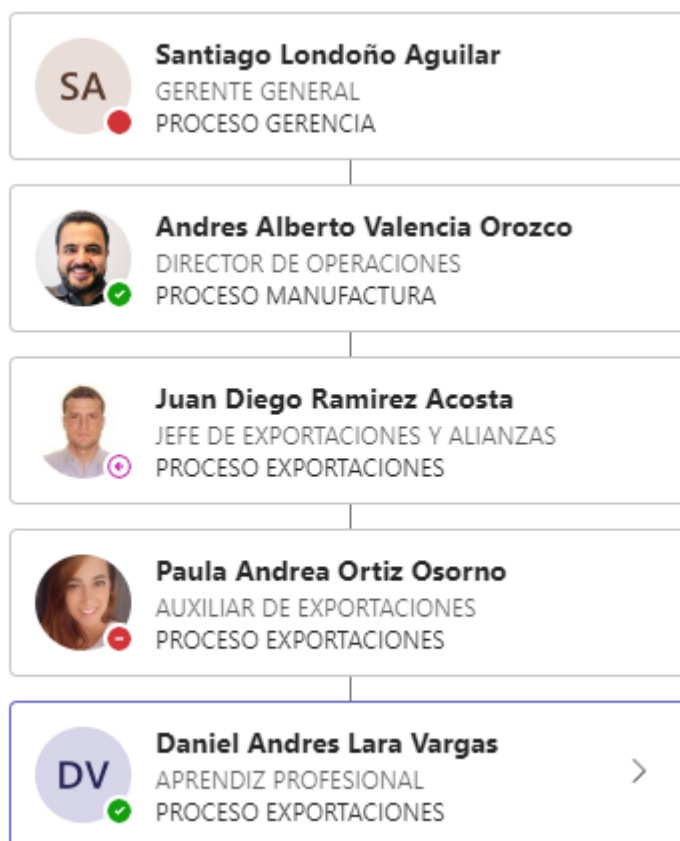 SA
Santiago Londoño Aguilar
GERENTE GENERAL
PROCESO GERENCIA
Andres Alberto Valencia Orozco
DIRECTOR DE OPERACIONES
PROCESO MANUFACTURA
Juan Diego Ramirez Acosta
JEFE DE EXPORTACIONES Y ALIANZAS
PROCESO EXPORTACIONES
Paula Andrea Ortiz Osorno
AUXILIAR DE EXPORTACIONES
PROCESO EXPORTACIONES
DV
Daniel Andres Lara Vargas
APRENDIZ PROFESIONAL
PROCESO EXPORTACIONES